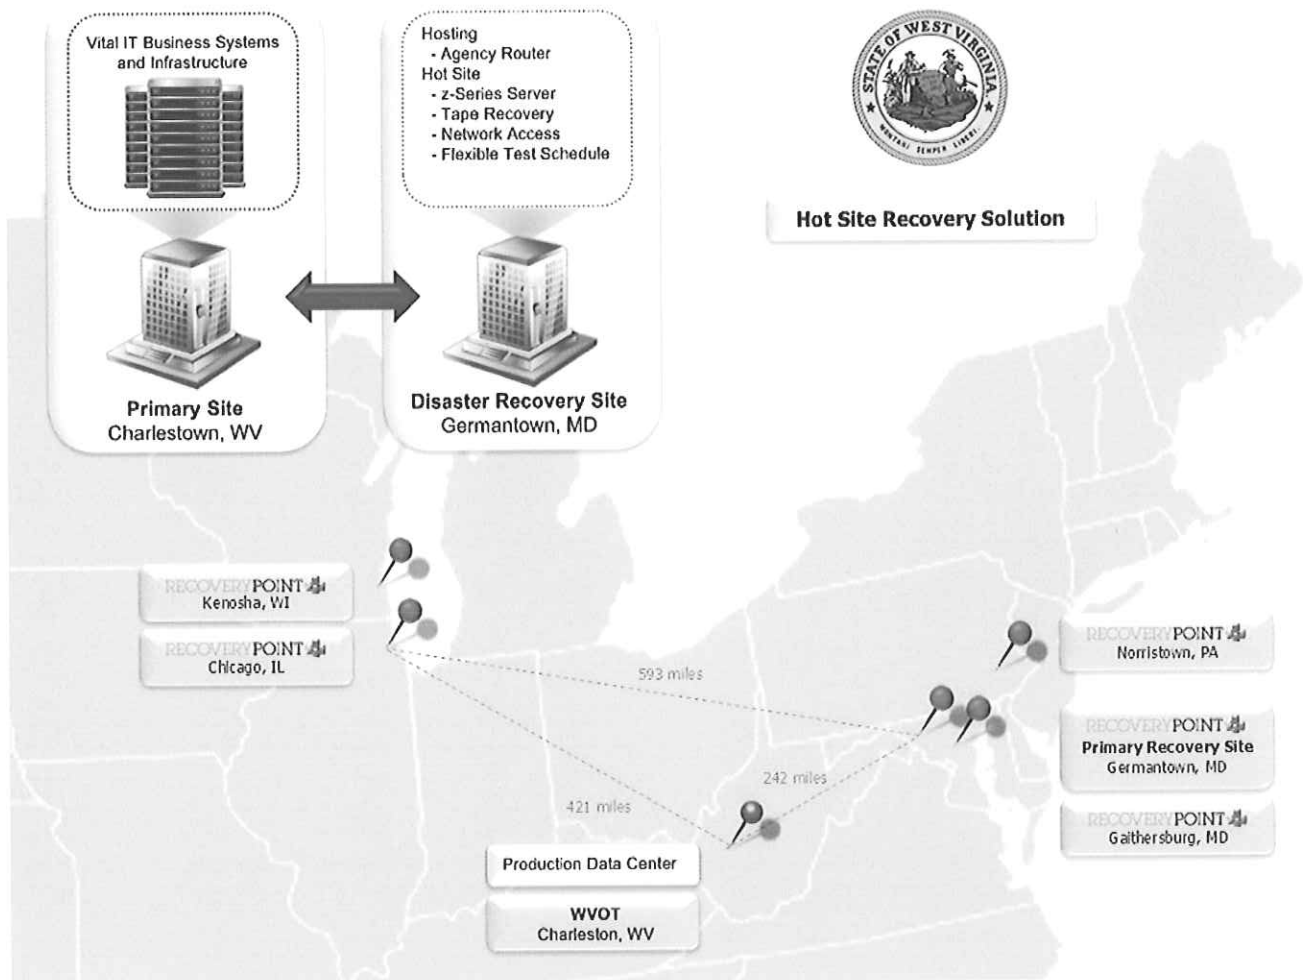 Vital IT Business Systems
and Infrastructure
Primary Site
Charlestown, WV
Hosting
- Agency Router
Hot Site
- z-Series Server
- Tape Recovery
- Network Access
- Flexible Test Schedule
Disaster Recovery Site
Germantown, MD
STATE OF WEST VIRGINIA
MONTANI SEMPER LIBERI
Hot Site Recovery Solution
RECOVERYPOINT
Kenosha, WI
RECOVERYPOINT
Chicago, IL
593 miles
421 miles
242 miles
RECOVERYPOINT
Norristown, PA
RECOVERYPOINT
Primary Recovery Site
Germantown, MD
RECOVERYPOINT
Gaithersburg, MD
Production Data Center
WVOT
Charleston, WV